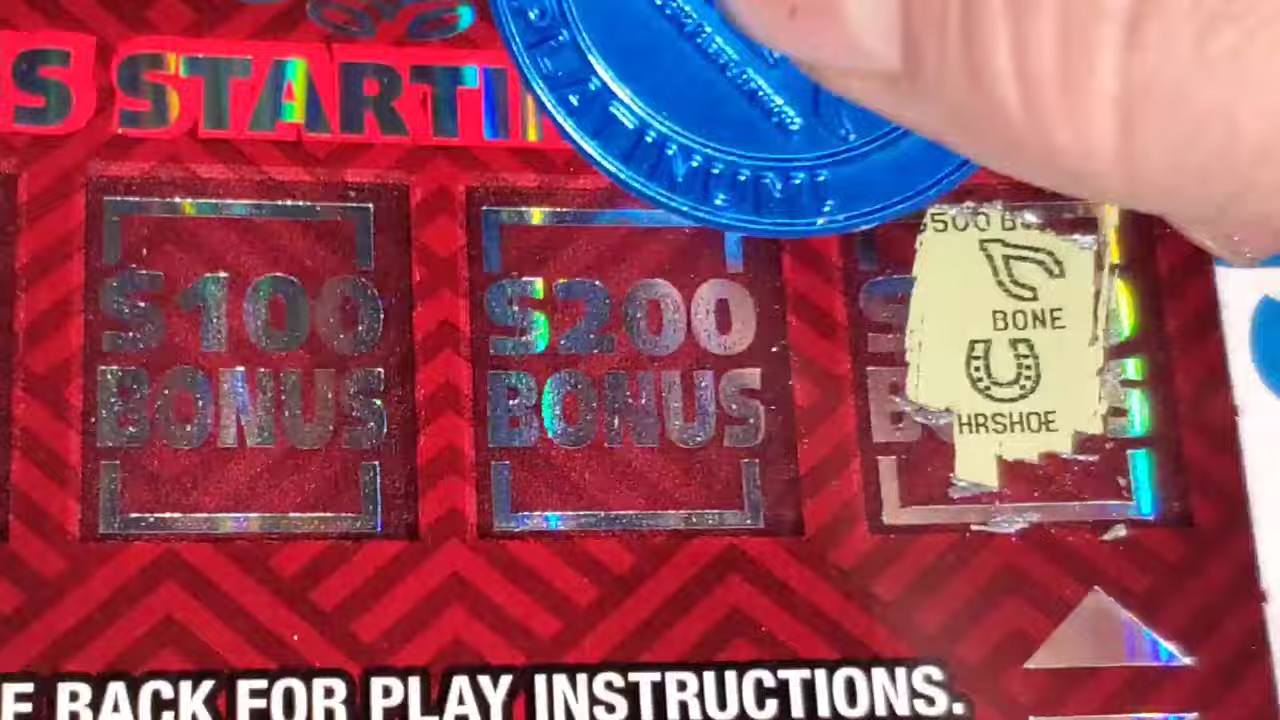 S STARTI
$100
BONUS
$200
BONUS
$500
BONE
HRSHOE
E BACK FOR PLAY INSTRUCTIONS.